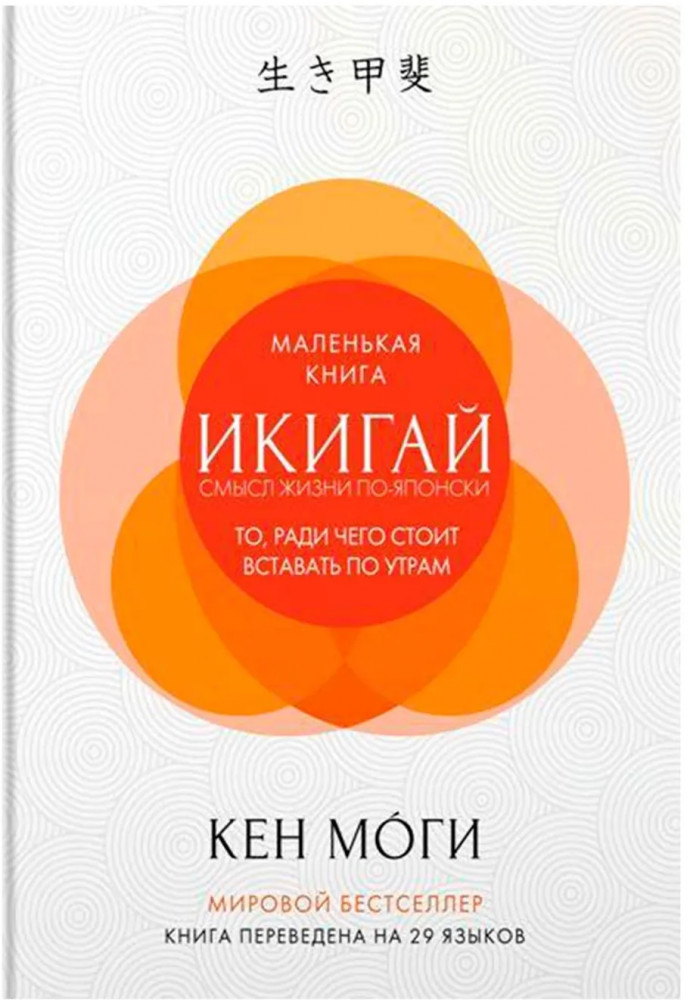 生き甲斐
МАЛЕНЬКАЯ
КНИГА
ИКИГАЙ
СМЫСЛ ЖИЗНИ ПО-ЯПОНСКИ
ТО, РАДИ ЧЕГО СТОИТ
ВСТАВАТЬ ПО УТРАМ
КЕН МО́ГИ
МИРОВОЙ БЕСТСЕЛЛЕР
КНИГА ПЕРЕВЕДЕНА НА 29 ЯЗЫКОВ